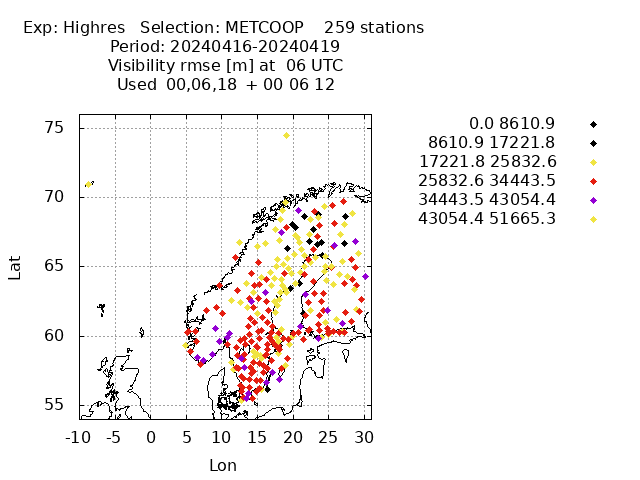 Exp: Highres   Selection: METCOOP    259 stations
Period: 20240416-20240419
Visibility rmse [m] at  06 UTC
Used  00,06,18  + 00 06 12
0.0 8610.9
8610.9 17221.8
17221.8 25832.6
25832.6 34443.5
34443.5 43054.4
43054.4 51665.3
75
70
65
60
55
Lat
-10 -5 0 5 10 15 20 25 30
Lon